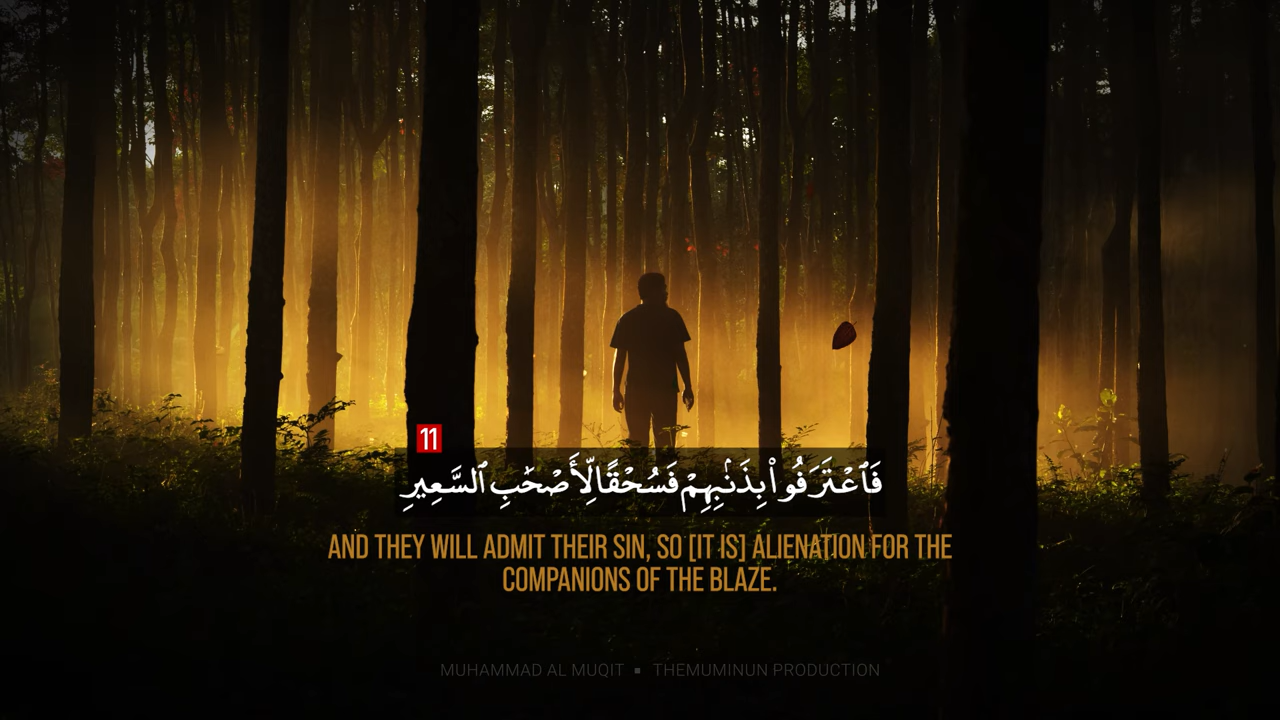 11
فَٱعْتَرَفُوا۟ بِذَنۢبِهِمْ فَسُحْقًا لِّأَصْحَٰبِ ٱلسَّعِيرِ
AND THEY WILL ADMIT THEIR SIN, SO [IT IS] ALIENATION FOR THE
COMPANIONS OF THE BLAZE.
MUHAMMAD AL MUQIT ▪ THEMUMINUN PRODUCTION